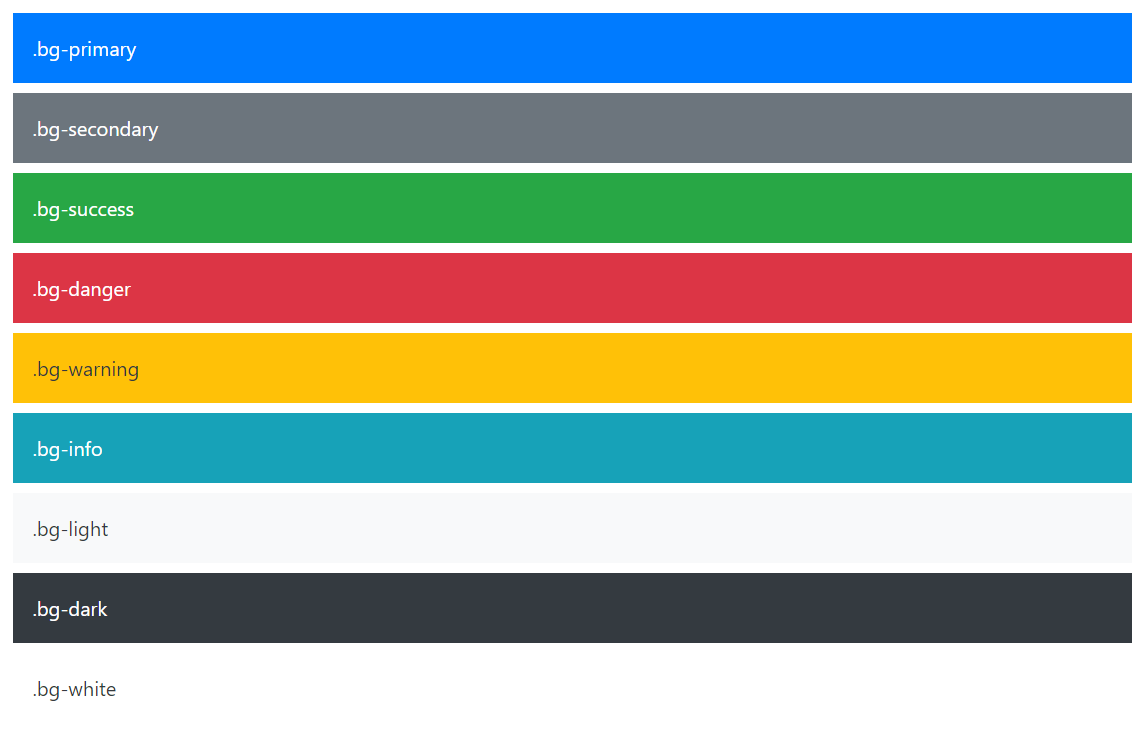 .bg-primary
.bg-secondary
.bg-success
.bg-danger
.bg-warning
.bg-info
.bg-light
.bg-dark
.bg-white